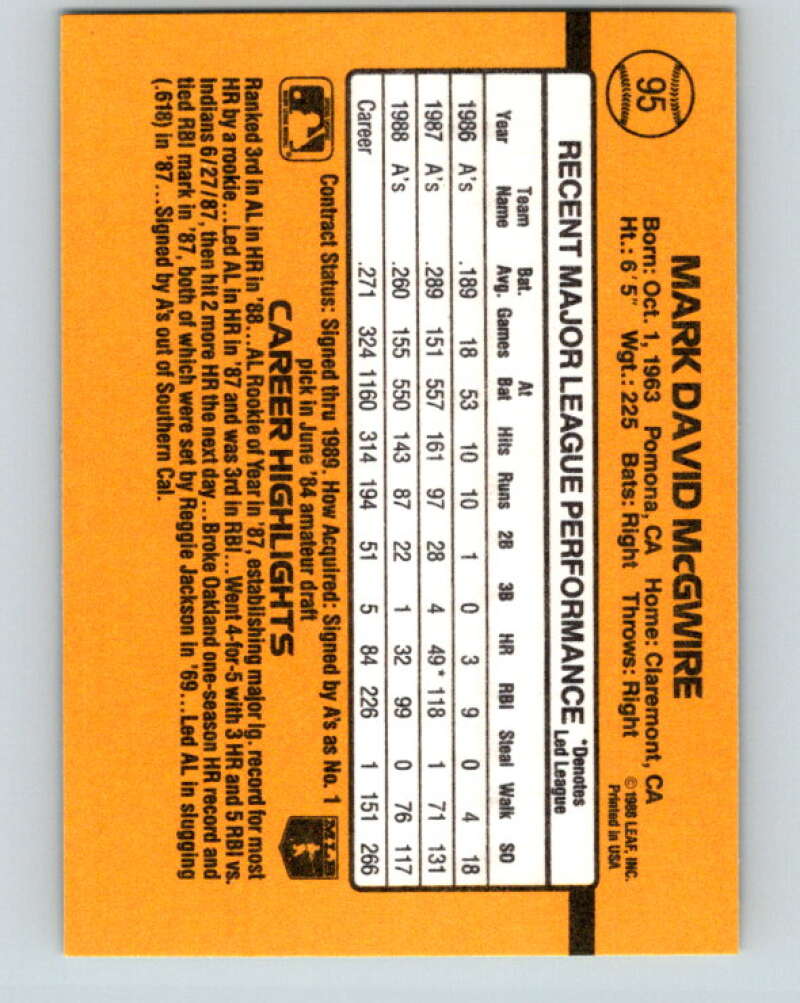 95
MARK DAVID McGWIRE
Born: Oct. 1, 1963 Pomona, CA Home: Claremont, CA
Ht.: 6'5" Wgt.: 225 Bats: Right Throws: Right
© 1988 LEAF, INC.
Printed in USA
RECENT MAJOR LEAGUE PERFORMANCE *Denotes
Led League
Year Team Name Bat. Avg. Games At Bat Hits Runs 2B 3B HR RBI Steal Walk SO
1986 A's .189 18 53 10 10 1 0 3 9 0 4 18
1987 A's .289 151 557 161 97 28 4 49* 118 1 71 131
1988 A's .260 155 550 143 87 22 1 32 99 0 76 117
Career .271 324 1160 314 194 51 5 84 226 1 151 266
Contract Status: Signed thru 1989. How Acquired: Signed by A's as No. 1
pick in June '84 amateur draft
MLB
CAREER HIGHLIGHTS
Ranked 3rd in AL in HR in '88...AL Rookie of Year in '87, establishing major lg. record for most
HR by a rookie...Led AL in HR in '87 and was 3rd in RBI...Went 4-for-5 with 3 HR and 5 RBI vs.
Indians 6/27/87, then hit 2 more HR the next day...Broke Oakland one-season HR record and
tied RBI mark in '87, both of which were set by Reggie Jackson in '69...Led AL in slugging
(.618) in '87...Signed by A's out of Southern Cal.